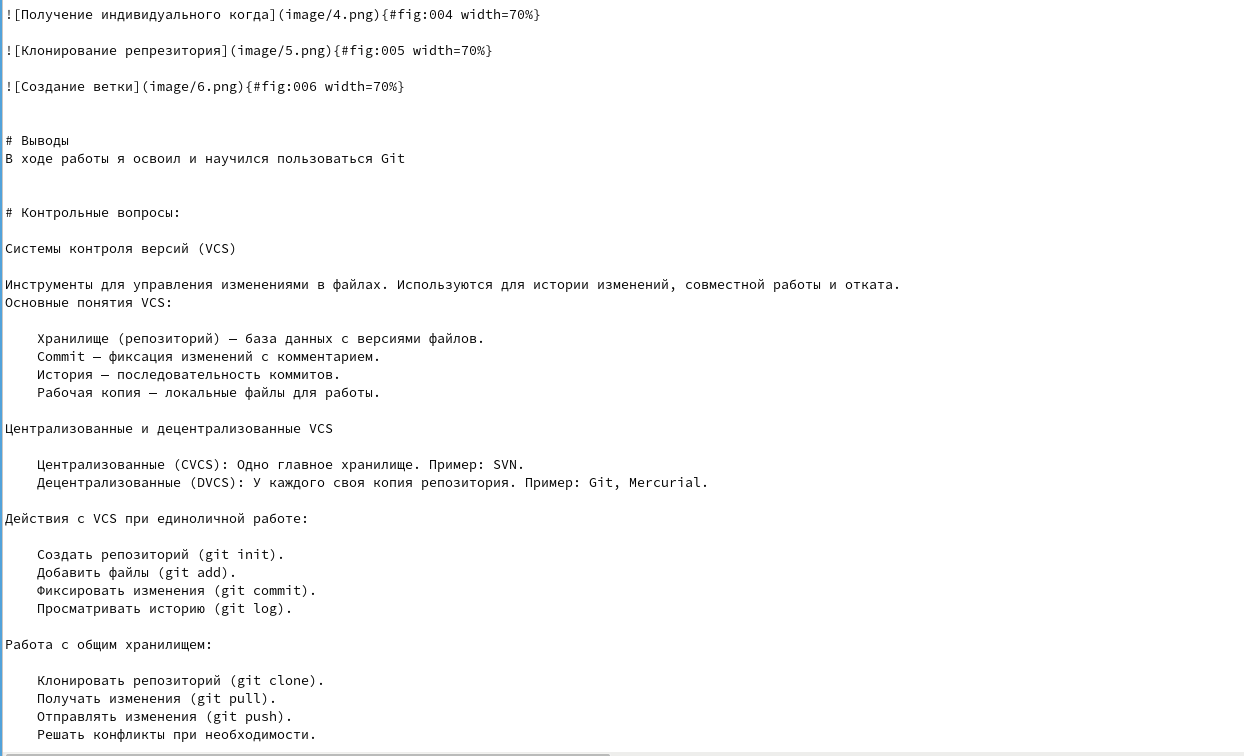 ![Получение индивидуального когда](image/4.png){#fig:004 width=70%}
![Клонирование репрезитория](image/5.png){#fig:005 width=70%}
![Создание ветки](image/6.png){#fig:006 width=70%}
# Выводы
В ходе работы я освоил и научился пользоваться Git
# Контрольные вопросы:
Системы контроля версий (VCS)
Инструменты для управления изменениями в файлах. Используются для истории изменений, совместной работы и отката.
Основные понятия VCS:
Хранилище (репозиторий) — база данных с версиями файлов.
Commit — фиксация изменений с комментарием.
История — последовательность коммитов.
Рабочая копия — локальные файлы для работы.
Централизованные и децентрализованные VCS
Централизованные (CVCS): Одно главное хранилище. Пример: SVN.
Децентрализованные (DVCS): У каждого своя копия репозитория. Пример: Git, Mercurial.
Действия с VCS при единоличной работе:
Создать репозиторий (git init).
Добавить файлы (git add).
Фиксировать изменения (git commit).
Просматривать историю (git log).
Работа с общим хранилищем:
Клонировать репозиторий (git clone).
Получать изменения (git pull).
Отправлять изменения (git push).
Решать конфликты при необходимости.